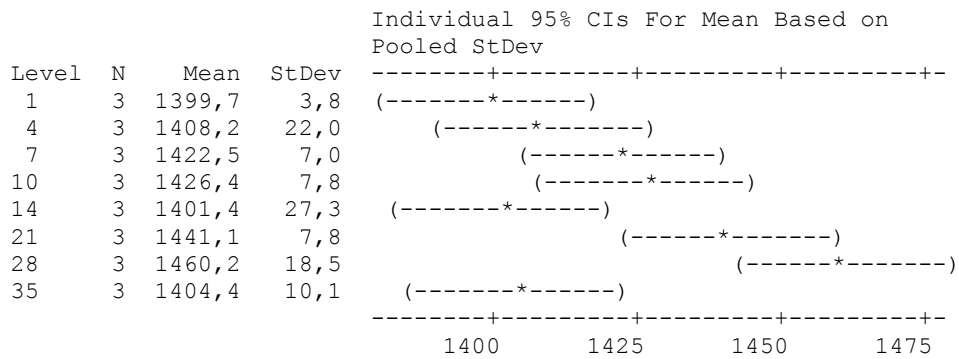 Individual 95% CIs For Mean Based on
                         Pooled StDev
Level  N    Mean  StDev  --------+---------+---------+---------+-
 1     3  1399,7    3,8  (-------*------)
 4     3  1408,2   22,0      (------*-------)
 7     3  1422,5    7,0            (------*------)
10     3  1426,4    7,8             (-------*------)
14     3  1401,4   27,3   (-------*------)
21     3  1441,1    7,8                   (------*-------)
28     3  1460,2   18,5                           (------*-------)
35     3  1404,4   10,1    (-------*------)
                         --------+---------+---------+---------+-
                              1400      1425      1450      1475